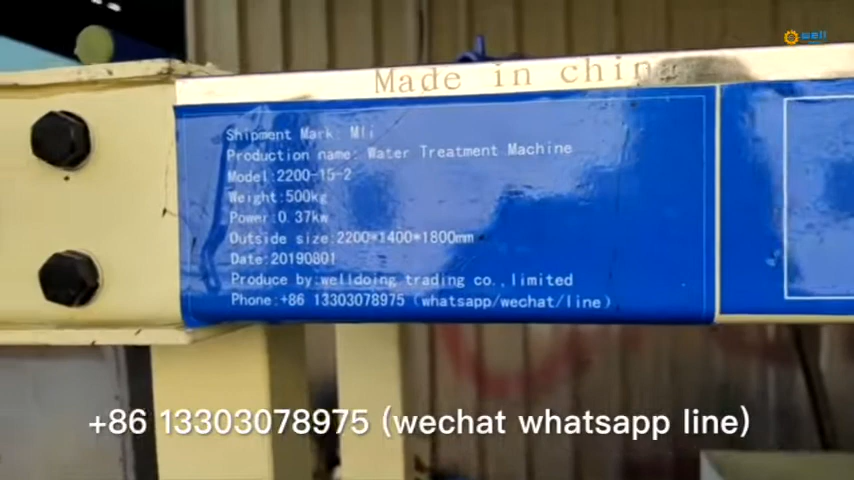 well
Made in china
Shipment Mark: Mli
Production name: Water Treatment Machine
Model:2200-15-2
Weight:500kg
Power:0.37kw
Outside size:2200*1400*1800mm
Date:20190801
Produce by:welldoing trading co.,limited
Phone:+86 13303078975 (whatsapp/wechat/line)
+86 13303078975 (wechat whatsapp line)